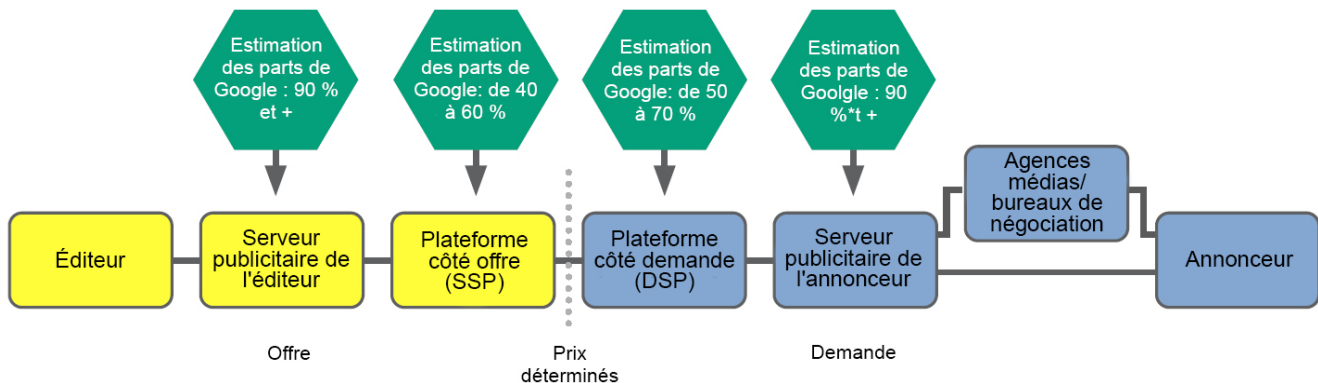 Estimation
des parts de
Google : 90 %
et +
Estimation
des parts de
Google: de 40
à 60 %
Estimation
des parts de
Google: de 50
à 70 %
Estimation
des parts de
Goolgle : 90
%*t +
Agences
médias/
bureaux de
négociation
Éditeur
Serveur
publicitaire de
l'éditeur
Plateforme
côté offre
(SSP)
Plateforme
côté demande
(DSP)
Serveur
publicitaire de
l'annonceur
Annonceur
Offre
Prix
déterminés
Demande